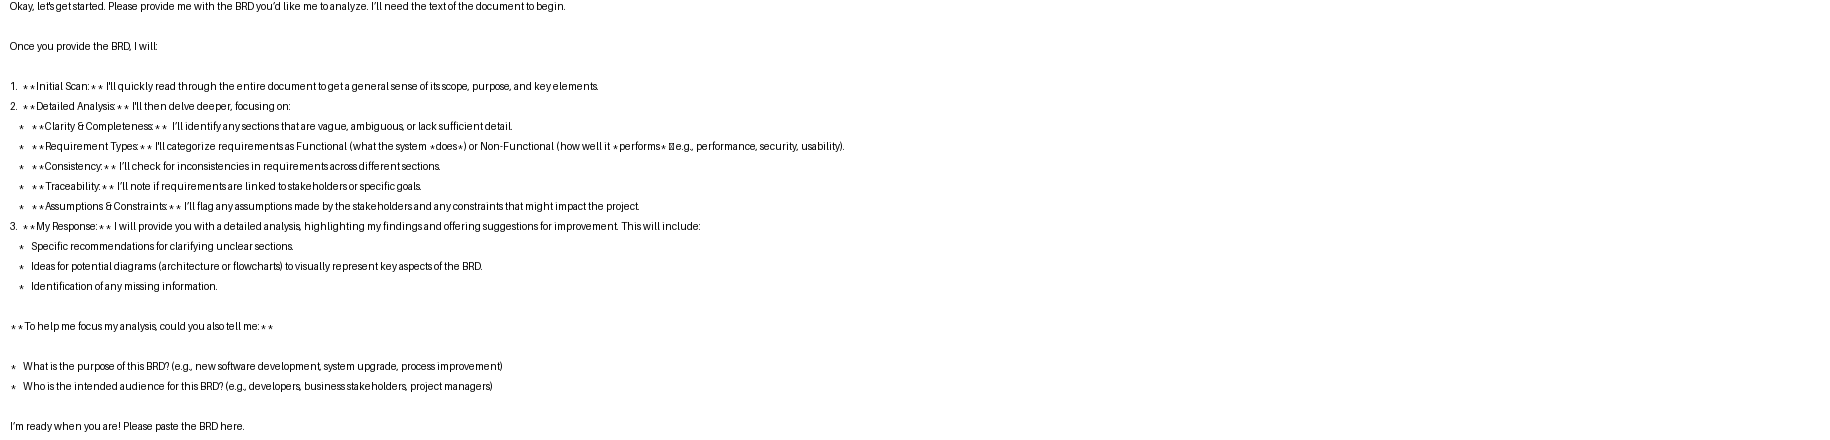 Okay, let's get started. Please provide me with the BRD you’d like me to analyze. I’ll need the text of the document to begin.
Once you provide the BRD, I will:
1. **Initial Scan:** I'll quickly read through the entire document to get a general sense of its scope, purpose, and key elements.
2. **Detailed Analysis:** I'll then delve deeper, focusing on:
* **Clarity & Completeness:** I’ll identify any sections that are vague, ambiguous, or lack sufficient detail.
* **Requirement Types:** I'll categorize requirements as Functional (what the system *does*) or Non-Functional (how well it *performs* e.g., performance, security, usability).
* **Consistency:** I’ll check for inconsistencies in requirements across different sections.
* **Traceability:** I’ll note if requirements are linked to stakeholders or specific goals.
* **Assumptions & Constraints:** I’ll flag any assumptions made by the stakeholders and any constraints that might impact the project.
3. **My Response:** I will provide you with a detailed analysis, highlighting my findings and offering suggestions for improvement. This will include:
* Specific recommendations for clarifying unclear sections.
* Ideas for potential diagrams (architecture or flowcharts) to visually represent key aspects of the BRD.
* Identification of any missing information.
**To help me focus my analysis, could you also tell me:**
* What is the purpose of this BRD? (e.g., new software development, system upgrade, process improvement)
* Who is the intended audience for this BRD? (e.g., developers, business stakeholders, project managers)
I’m ready when you are! Please paste the BRD here.